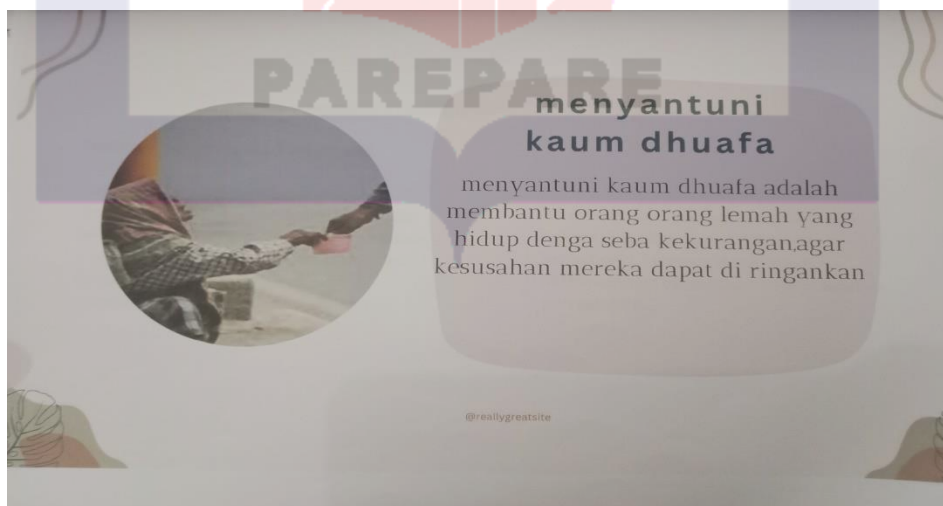 PAREPARE
menyantuni
kaum dhuafa
menyantuni kaum dhuafa adalah
membantu orang orang lemah yang
hidup denga seba kekurangan,agar
kesusahan mereka dapat di ringankan
@reallygreatsite